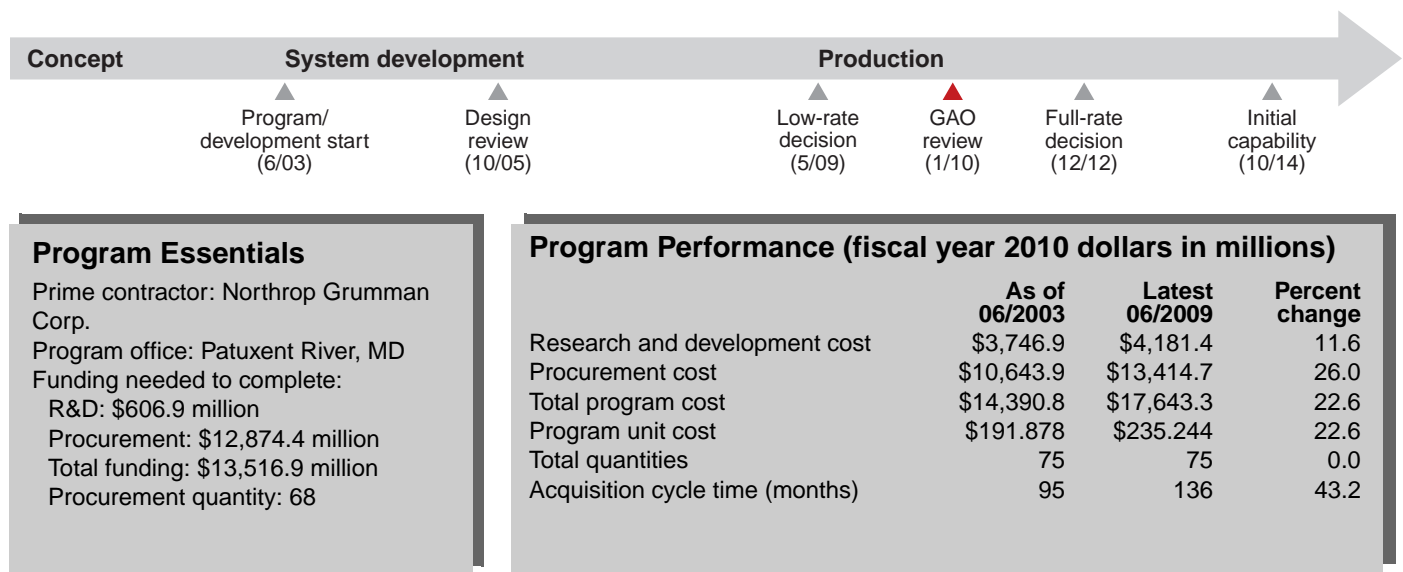 Concept System development Production
Program/
development start
(6/03)
Design
review
(10/05)
Low-rate
decision
(5/09)
GAO
review
(1/10)
Full-rate
decision
(12/12)
Initial
capability
(10/14)
Program Essentials
Prime contractor: Northrop Grumman
Corp.
Program office: Patuxent River, MD
Funding needed to complete:
R&D: $606.9 million
Procurement: $12,874.4 million
Total funding: $13,516.9 million
Procurement quantity: 68
Program Performance (fiscal year 2010 dollars in millions)
As of Latest Percent
06/2003 06/2009 change
Research and development cost $3,746.9 $4,181.4 11.6
Procurement cost $10,643.9 $13,414.7 26.0
Total program cost $14,390.8 $17,643.3 22.6
Program unit cost $191.878 $235.244 22.6
Total quantities 75 75 0.0
Acquisition cycle time (months) 95 136 43.2